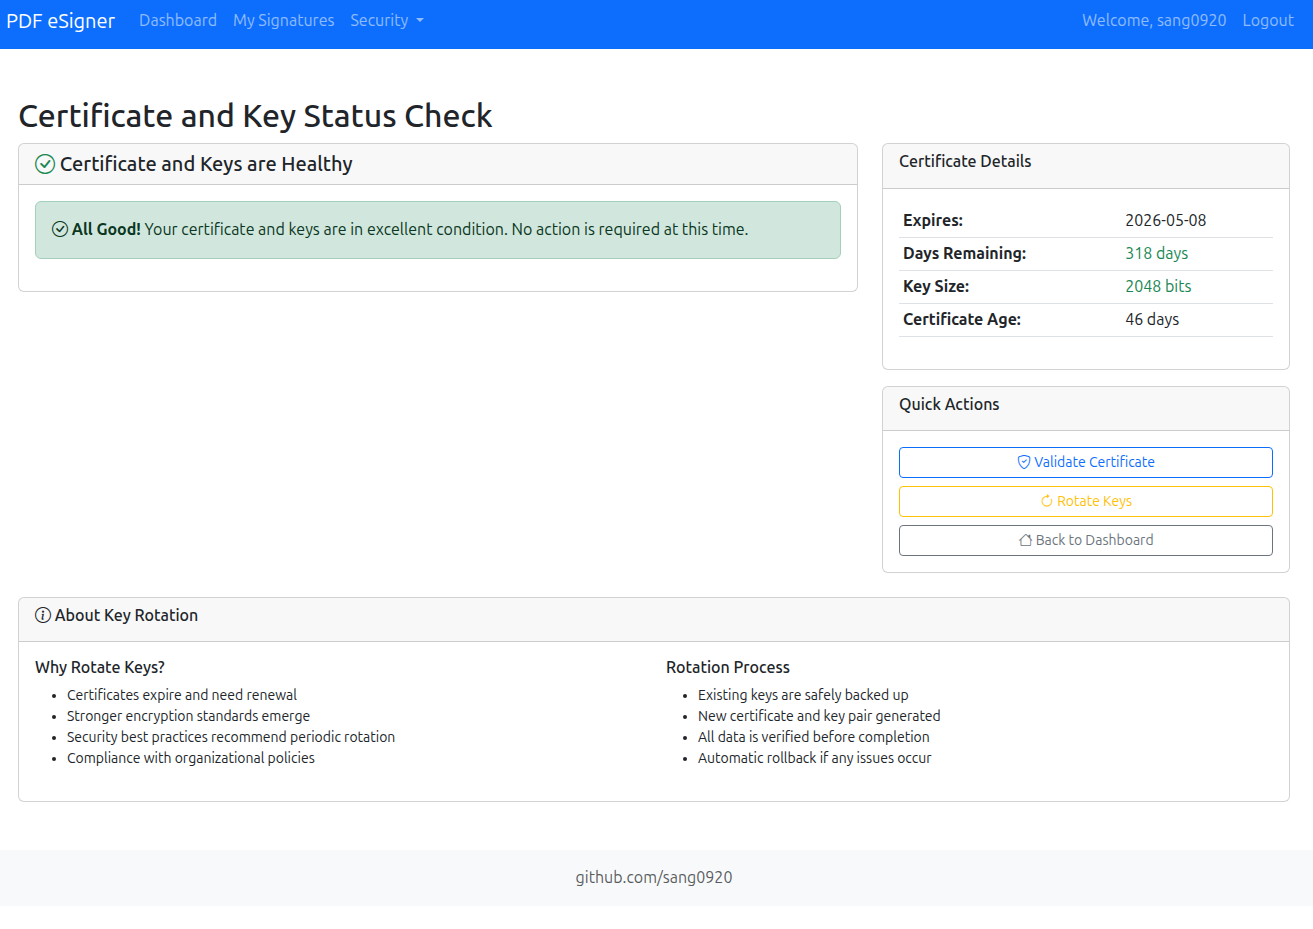 PDF eSigner Dashboard My Signatures Security Welcome, sang0920 Logout
Certificate and Key Status Check
Certificate and Keys are Healthy
All Good! Your certificate and keys are in excellent condition. No action is required at this time.
Certificate Details
Expires: 2026-05-08
Days Remaining: 318 days
Key Size: 2048 bits
Certificate Age: 46 days
Quick Actions
Validate Certificate
Rotate Keys
Back to Dashboard
About Key Rotation
Why Rotate Keys?
Certificates expire and need renewal
Stronger encryption standards emerge
Security best practices recommend periodic rotation
Compliance with organizational policies
Rotation Process
Existing keys are safely backed up
New certificate and key pair generated
All data is verified before completion
Automatic rollback if any issues occur
github.com/sang0920